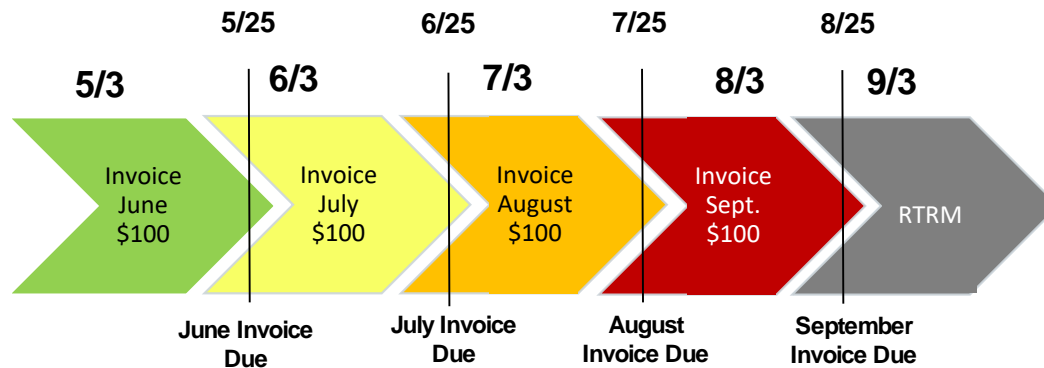 5/25
6/25
7/25
8/25
5/3
6/3
7/3
8/3
9/3
Invoice
June
$100
Invoice
July
$100
Invoice
August
$100
Invoice
Sept.
$100
RTRM
June Invoice
Due
July Invoice
Due
August
Invoice Due
September
Invoice Due